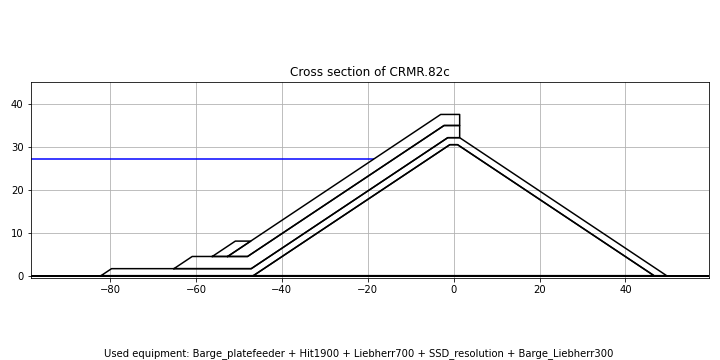 Cross section of CRMR.82c
40
30
20
10
0
−80 −60 −40 −20 0 20 40
Used equipment: Barge_platefeeder + Hit1900 + Liebherr700 + SSD_resolution + Barge_Liebherr300